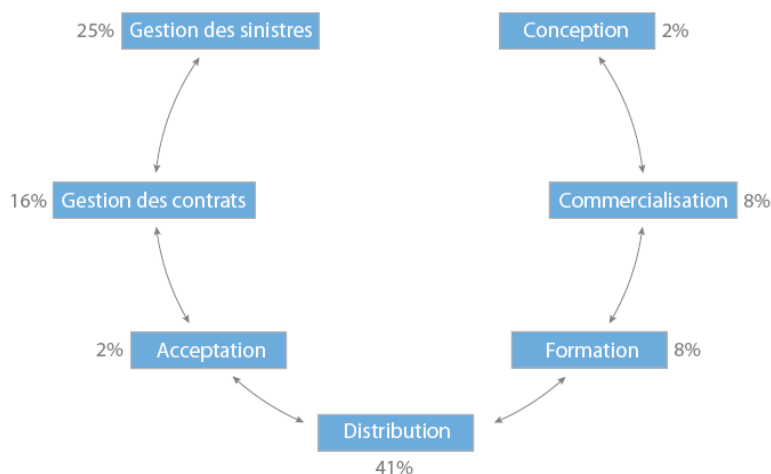 25% Gestion des sinistres
Conception 2%
16% Gestion des contrats
Commercialisation 8%
2% Acceptation
Formation 8%
Distribution
41%